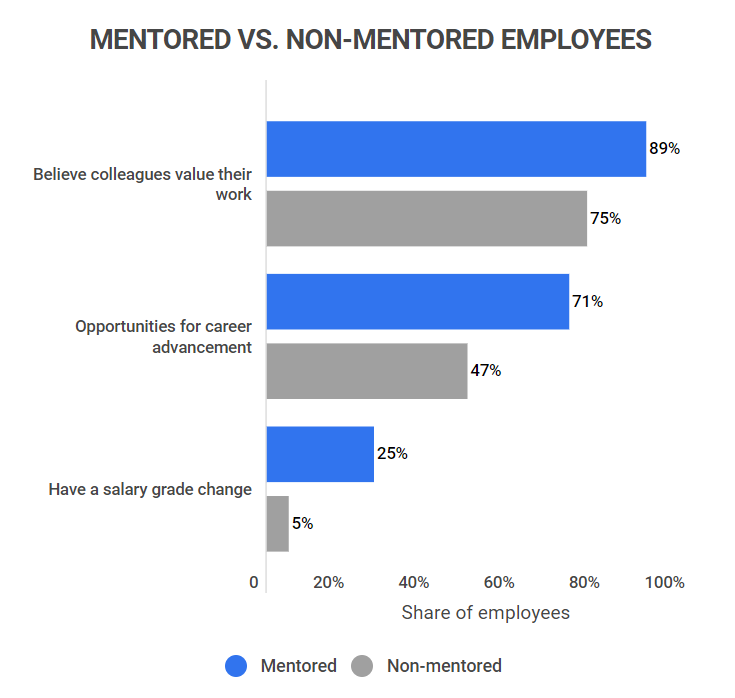 MENTORED VS. NON-MENTORED EMPLOYEES
Believe colleagues value their
work
89%
75%
Opportunities for career
advancement
71%
47%
Have a salary grade change
25%
5%
0 20% 40% 60% 80% 100%
Share of employees
Mentored Non-mentored